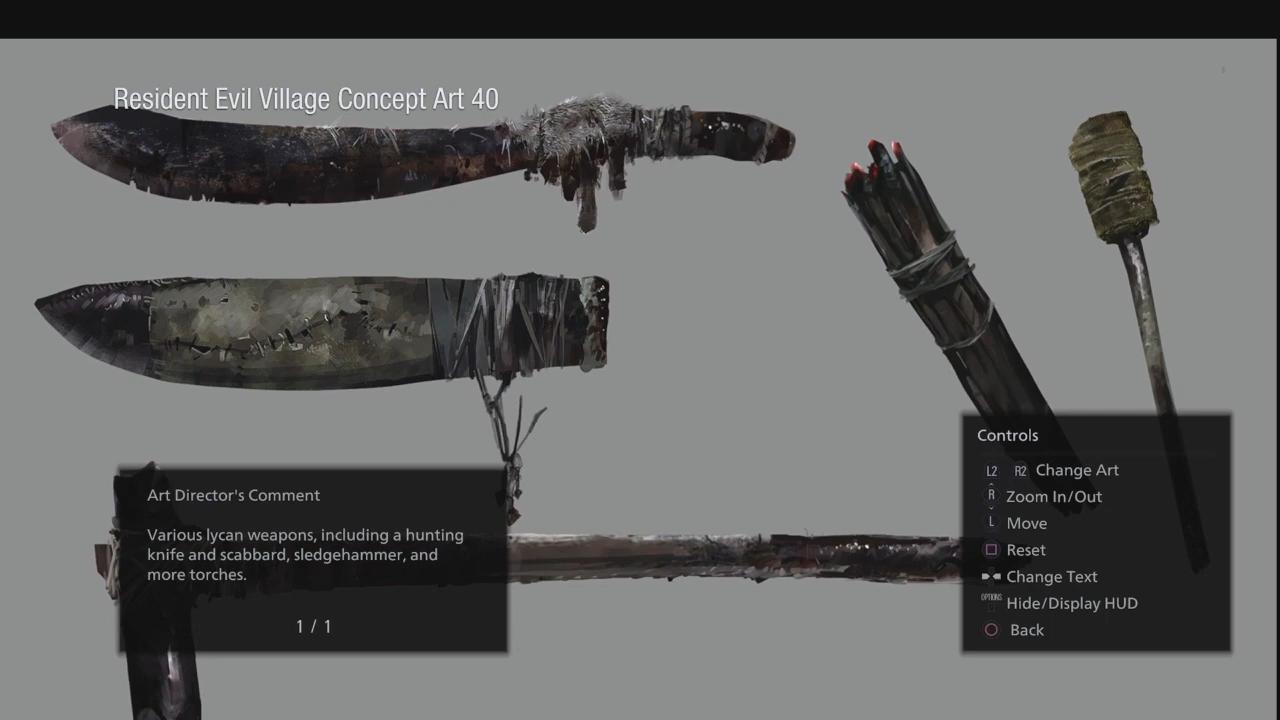 Resident Evil Village Concept Art 40
Art Director's Comment
Various lycan weapons, including a hunting
knife and scabbard, sledgehammer, and
more torches.
1 / 1
Controls
L2 R2 Change Art
R Zoom In/Out
L Move
Reset
Change Text
OPTIONS Hide/Display HUD
Back